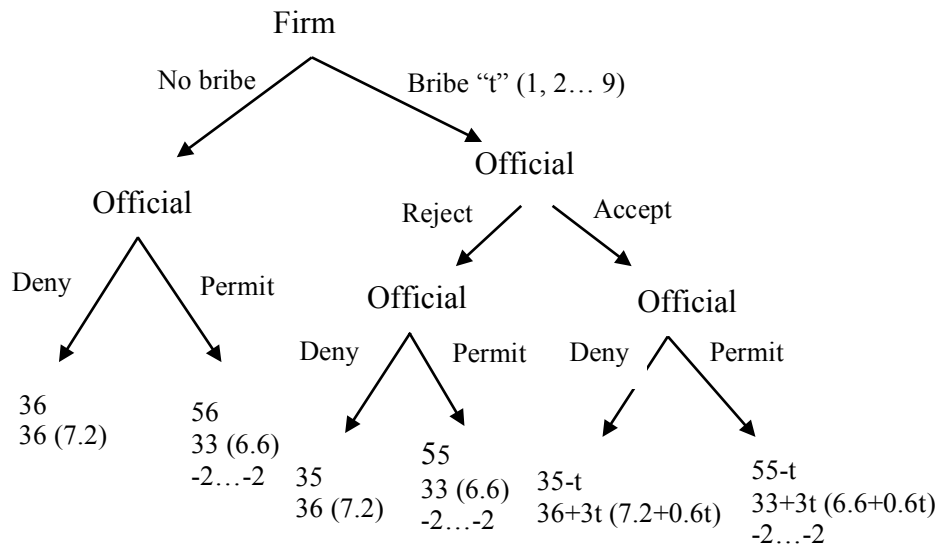 Firm
No bribe
Bribe “t” (1, 2… 9)
Official
Official
Reject
Accept
Deny
Permit
Official
Official
Deny
Permit
Deny
Permit
36
36 (7.2)
56
33 (6.6)
-2…-2
35
36 (7.2)
55
33 (6.6)
-2…-2
35-t
36+3t (7.2+0.6t)
55-t
33+3t (6.6+0.6t)
-2…-2